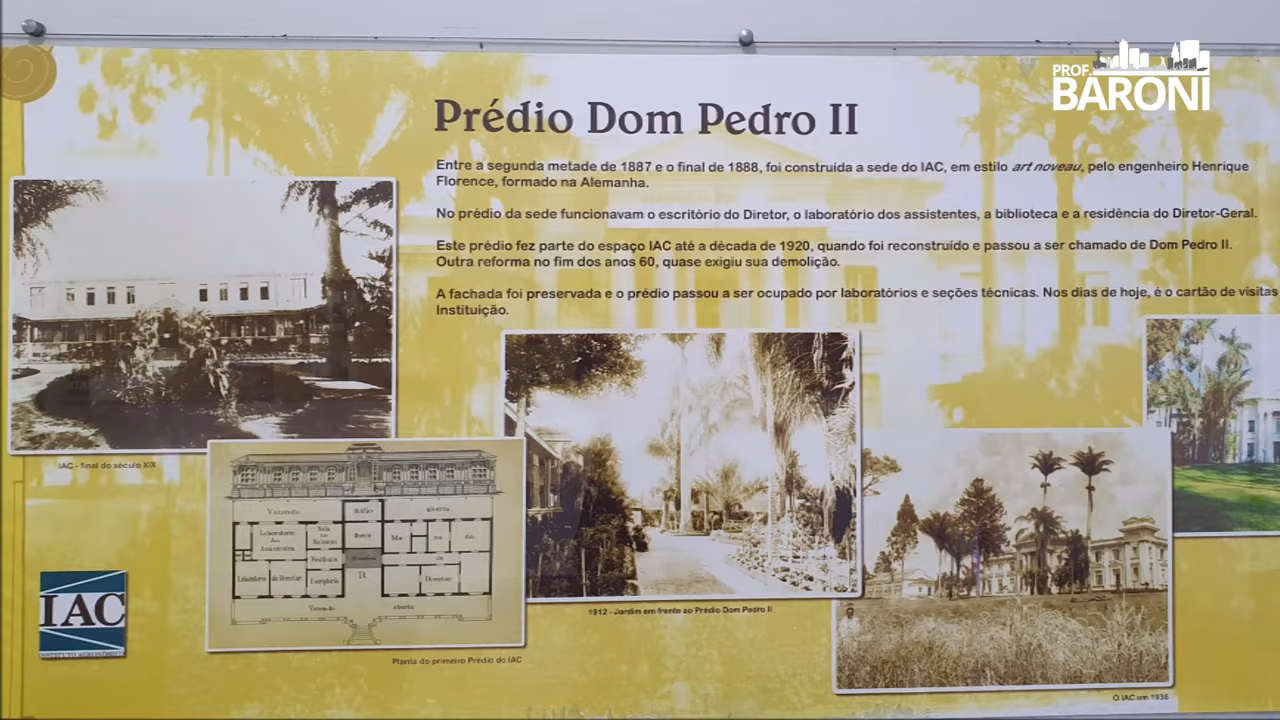 PROF.
BARONI
Prédio Dom Pedro II
Entre a segunda metade de 1887 e o final de 1888, foi construída a sede do IAC, em estilo art noveau, pelo engenheiro Henrique
Florence, formado na Alemanha.
No prédio da sede funcionavam o escritório do Diretor, o laboratório dos assistentes, a biblioteca e a residência do Diretor-Geral.
Este prédio fez parte do espaço IAC até a década de 1920, quando foi reconstruído e passou a ser chamado de Dom Pedro II.
Outra reforma no fim dos anos 60, quase exigiu sua demolição.
A fachada foi preservada e o prédio passou a ser ocupado por laboratórios e seções técnicas. Nos dias de hoje, é o cartão de visitas
Instituição.
IAC - final do século XIX
Varanda
aberta
Laboratorio
dos
Assistentes
Laboratorio
do Director
Vestibulo
Director
Varanda
aberta
Planta do primeiro Prédio do IAC
1912 - Jardim em frente ao Prédio Dom Pedro II
O IAC em 1936
IAC
INSTITUTO AGRONÔMICO